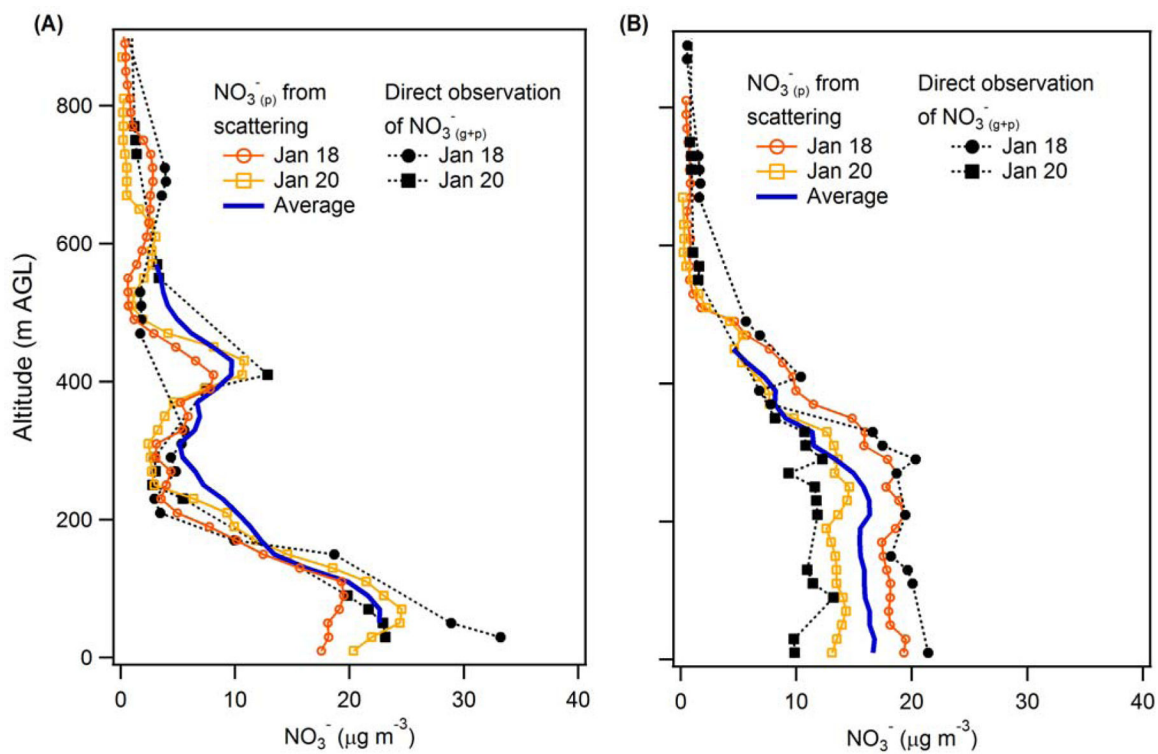 (A)
NO₃⁻(p) from scattering
Jan 18
Jan 20
Average
Direct observation of NO₃⁻(g+p)
Jan 18
Jan 20
800
600
400
200
0
Altitude (m AGL)
0 10 20 30 40
NO₃⁻ (μg m⁻³)
(B)
NO₃⁻(p) from scattering
Jan 18
Jan 20
Average
Direct observation of NO₃⁻(g+p)
Jan 18
Jan 20
0 10 20 30 40
NO₃⁻ (μg m⁻³)